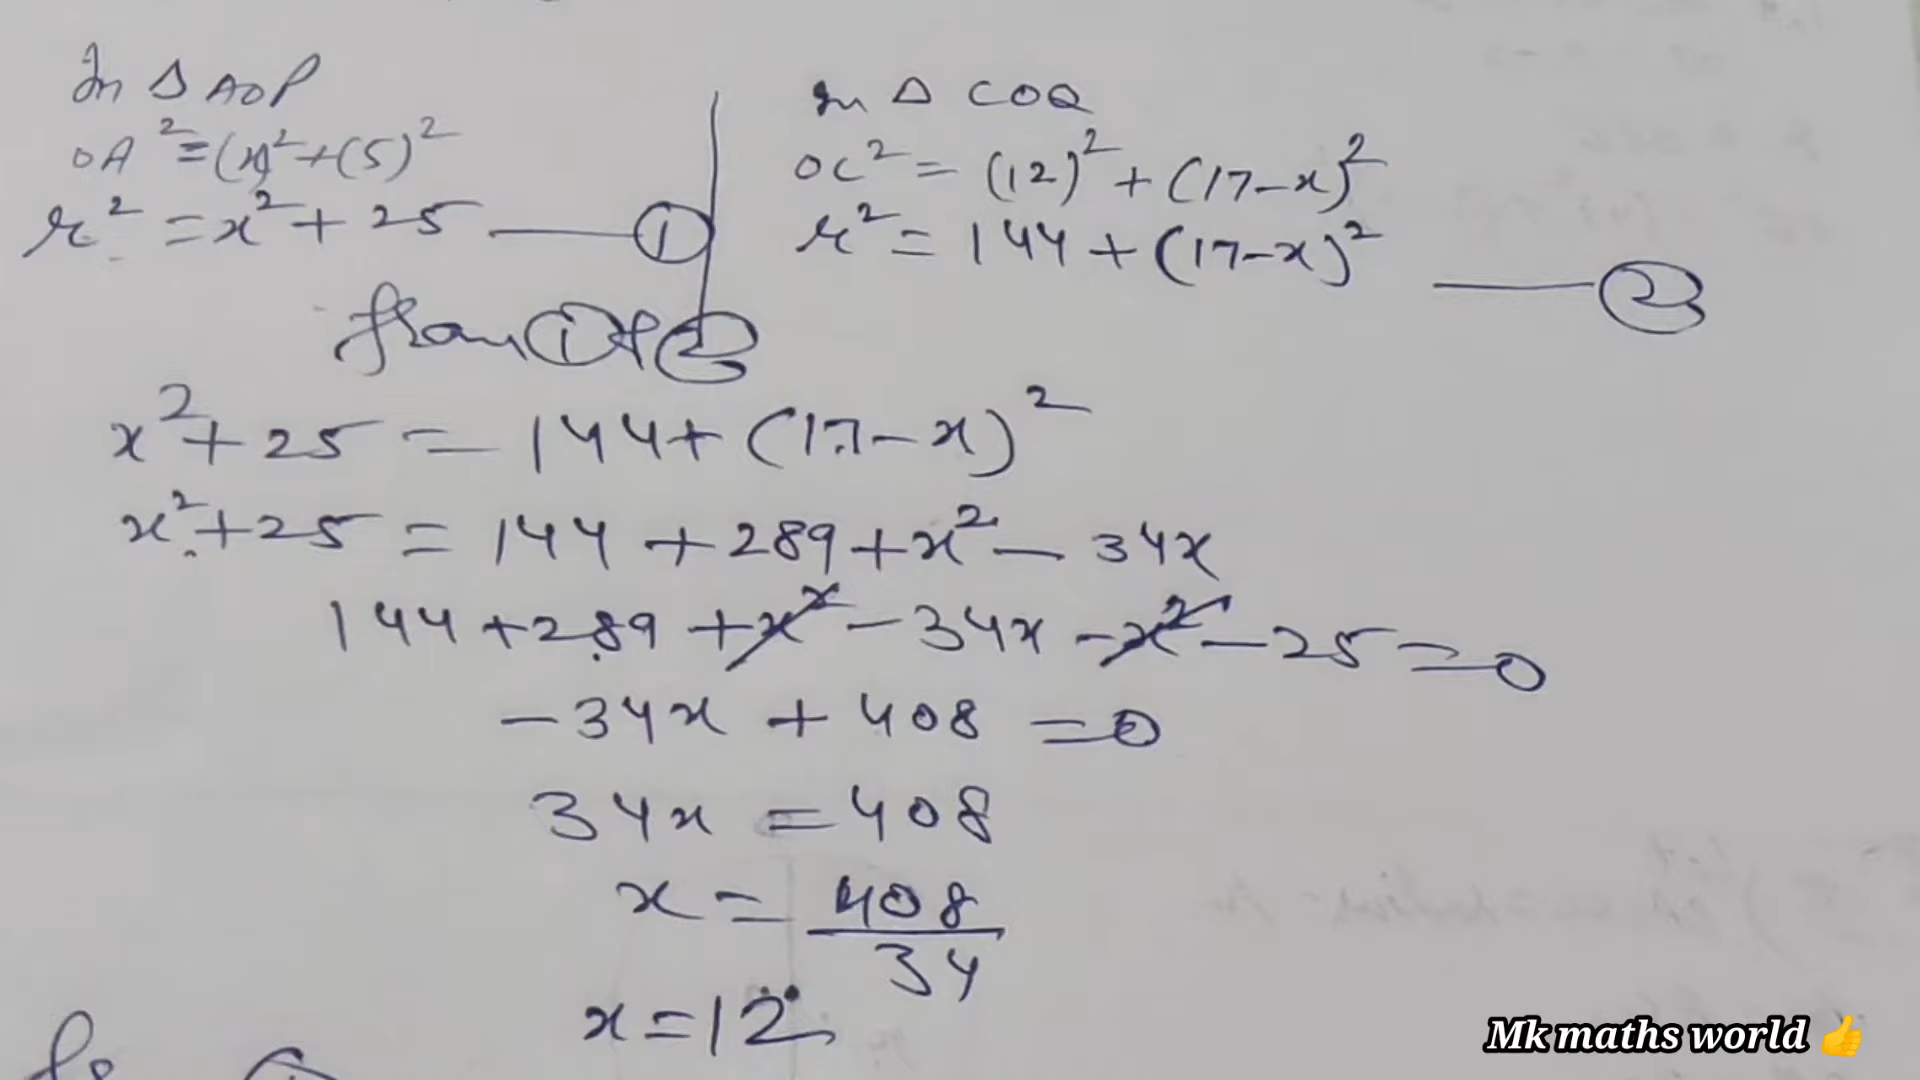 In Δ AOP
OA² = (x)² + (5)²
r² = x² + 25 —— ①
In Δ COQ
OC² = (12)² + (17-x)²
r² = 144 + (17-x)² —— ②
from ① & ②
x² + 25 = 144 + (17-x)²
x² + 25 = 144 + 289 + x² - 34x
144 + 289 + x² - 34x - x² - 25 = 0
-34x + 408 = 0
34x = 408
x = 408/34
x = 12
Mk maths world 👍